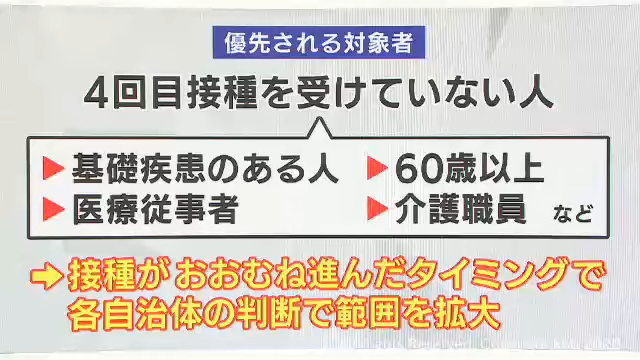 優先される対象者
4回目接種を受けていない人
▶基礎疾患のある人 ▶60歳以上
▶医療従事者 ▶介護職員 など
➡接種がおおむね進んだタイミングで
各自治体の判断で範囲を拡大